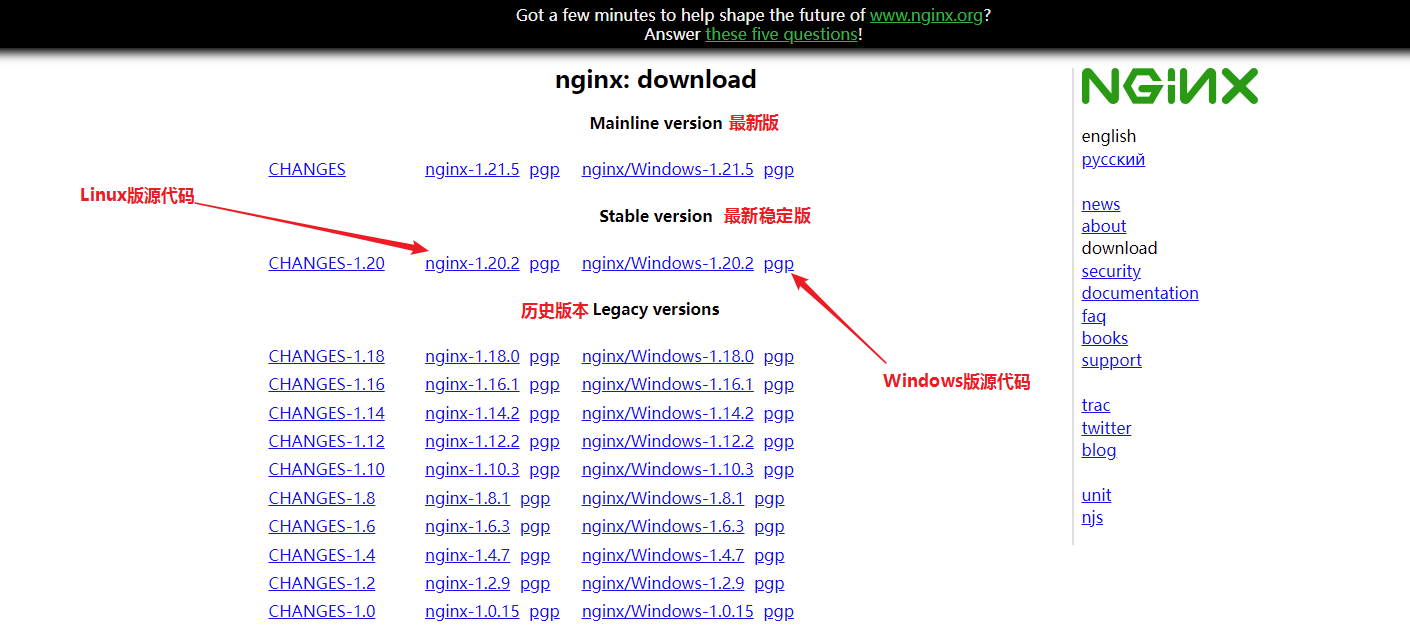 Got a few minutes to help shape the future of www.nginx.org?
Answer these five questions!
nginx: download
NGINX
Mainline version 最新版
english
CHANGES nginx-1.21.5 pgp nginx/Windows-1.21.5 pgp
русский
Linux版源代码
Stable version 最新稳定版
news
about
download
CHANGES-1.20 nginx-1.20.2 pgp nginx/Windows-1.20.2 pgp
security
documentation
历史版本 Legacy versions
faq
books
support
CHANGES-1.18 nginx-1.18.0 pgp nginx/Windows-1.18.0 pgp
Windows版源代码
CHANGES-1.16 nginx-1.16.1 pgp nginx/Windows-1.16.1 pgp
trac
CHANGES-1.14 nginx-1.14.2 pgp nginx/Windows-1.14.2 pgp
twitter
CHANGES-1.12 nginx-1.12.2 pgp nginx/Windows-1.12.2 pgp
blog
CHANGES-1.10 nginx-1.10.3 pgp nginx/Windows-1.10.3 pgp
unit
CHANGES-1.8 nginx-1.8.1 pgp nginx/Windows-1.8.1 pgp
njs
CHANGES-1.6 nginx-1.6.3 pgp nginx/Windows-1.6.3 pgp
CHANGES-1.4 nginx-1.4.7 pgp nginx/Windows-1.4.7 pgp
CHANGES-1.2 nginx-1.2.9 pgp nginx/Windows-1.2.9 pgp
CHANGES-1.0 nginx-1.0.15 pgp nginx/Windows-1.0.15 pgp